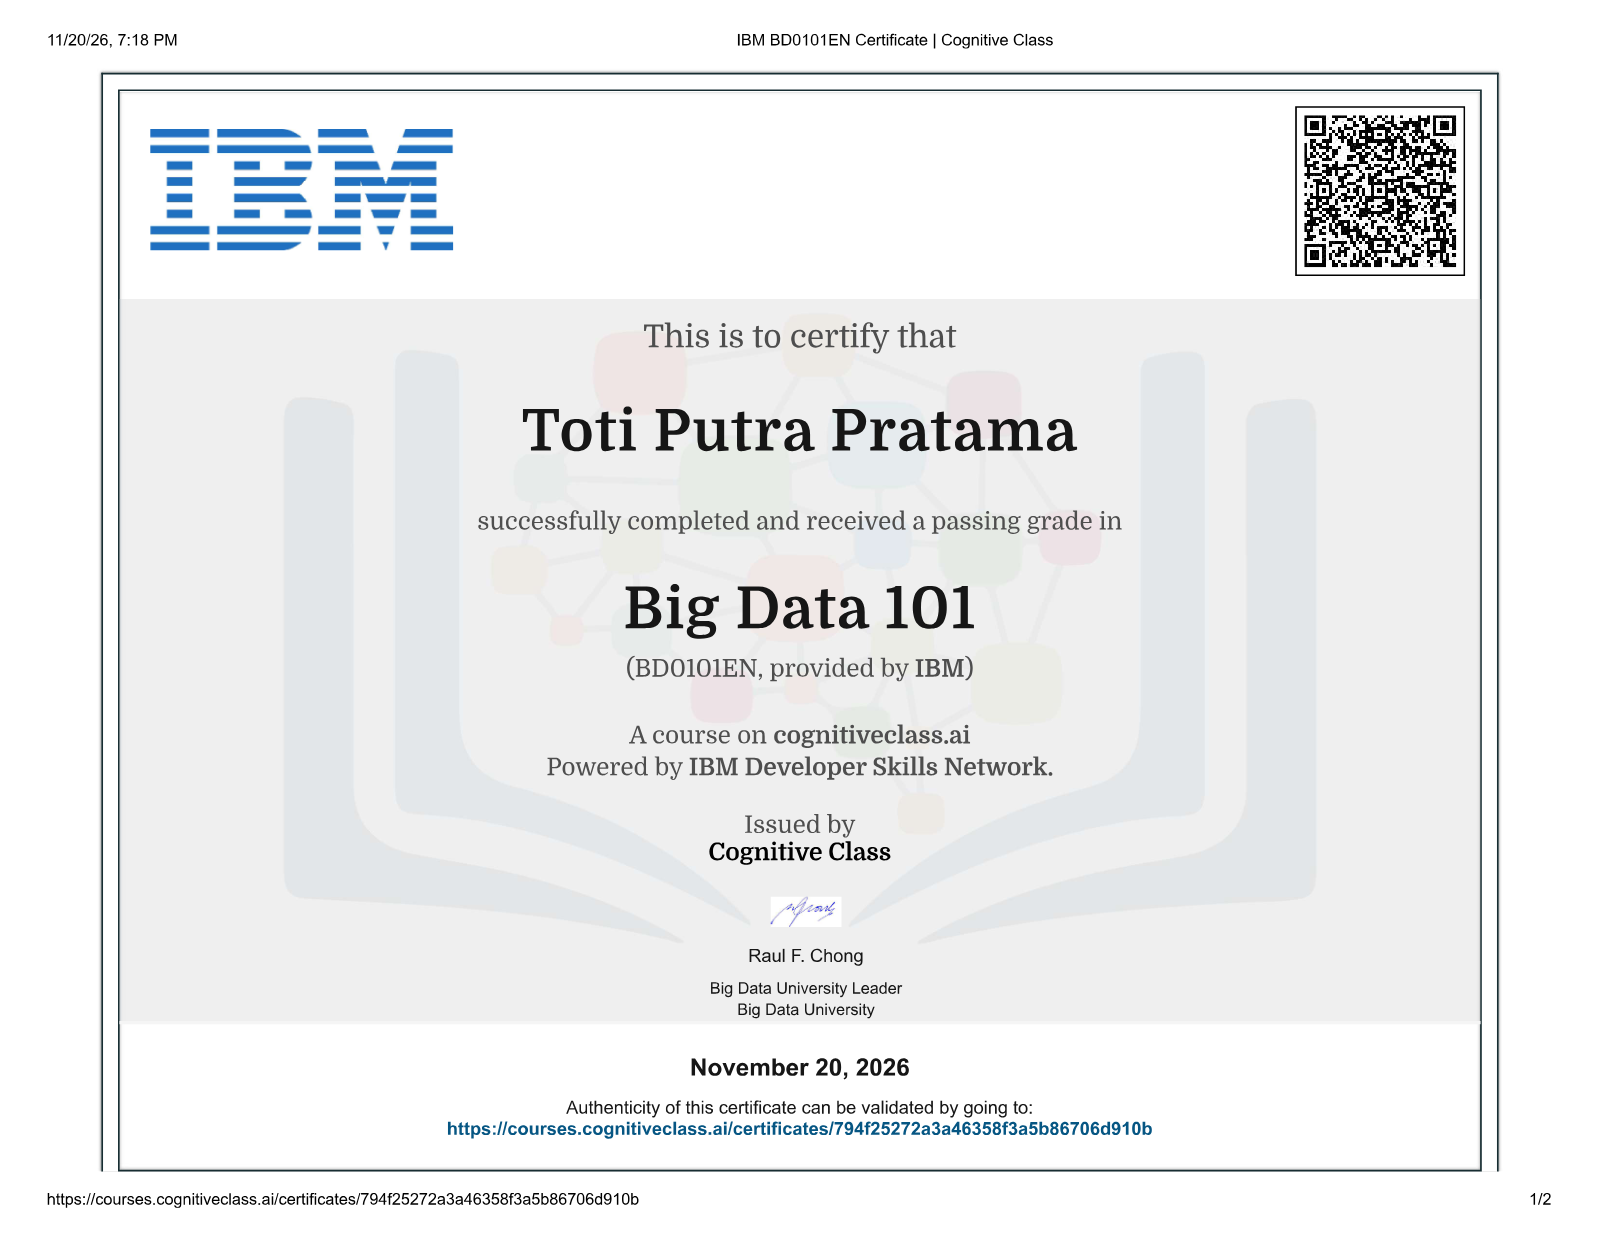 11/20/26, 7:18 PM
IBM BD0101EN Certificate | Cognitive Class
IBM
This is to certify that
Toti Putra Pratama
successfully completed and received a passing grade in
Big Data 101
(BD0101EN, provided by IBM)
A course on cognitiveclass.ai
Powered by IBM Developer Skills Network.
Issued by
Cognitive Class
Raul F. Chong
Big Data University Leader
Big Data University
November 20, 2026
Authenticity of this certificate can be validated by going to:
https://courses.cognitiveclass.ai/certificates/794f25272a3a46358f3a5b86706d910b
https://courses.cognitiveclass.ai/certificates/794f25272a3a46358f3a5b86706d910b
1/2